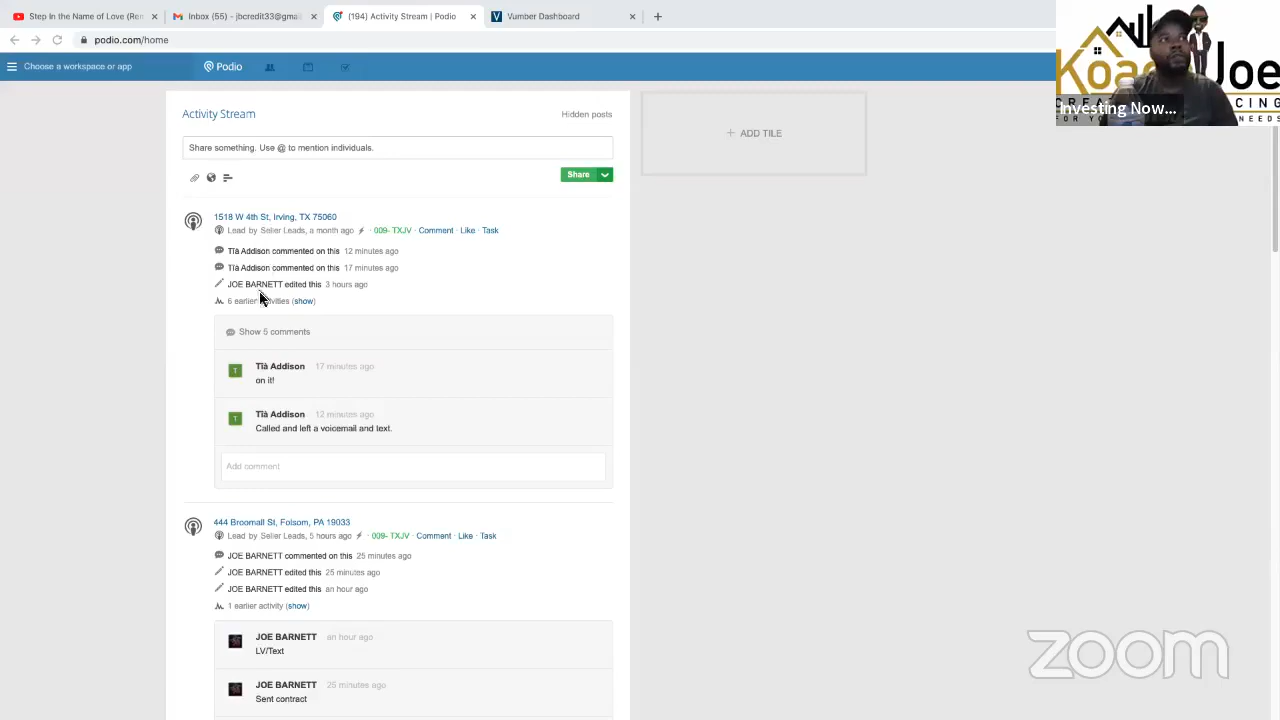 Step In the Name of Love (Rem
Inbox (55) - jbcredit33@gmai
(194) Activity Stream | Podio
Vumber Dashboard
podio.com/home
Choose a workspace or app
Podio
Activity Stream
Hidden posts
+ ADD TILE
Share something. Use @ to mention individuals.
Share
1518 W 4th St, Irving, TX 75060
Lead by Seller Leads, a month ago · 009- TXJV · Comment · Like · Task
Tïà Addison commented on this 12 minutes ago
Tïà Addison commented on this 17 minutes ago
JOE BARNETT edited this 3 hours ago
6 earlier activities (show)
Show 5 comments
T
Tïà Addison 17 minutes ago
on it!
T
Tïà Addison 12 minutes ago
Called and left a voicemail and text.
Add comment
444 Broomall St, Folsom, PA 19033
Lead by Seller Leads, 5 hours ago · 009- TXJV · Comment · Like · Task
JOE BARNETT commented on this 25 minutes ago
JOE BARNETT edited this 25 minutes ago
JOE BARNETT edited this an hour ago
1 earlier activity (show)
JOE BARNETT an hour ago
LV/Text
JOE BARNETT 25 minutes ago
Sent contract
Joe
Investing Now...
zoom